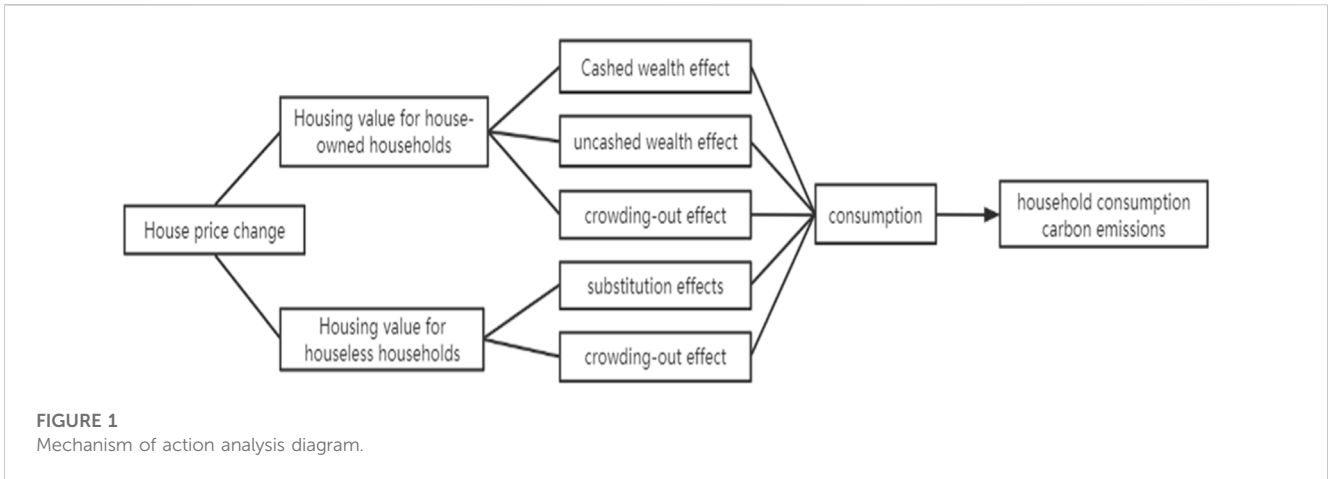 House price change
Housing value for house-
owned households
Housing value for
houseless households
Cashed wealth effect
uncashed wealth effect
crowding-out effect
substitution effects
crowding-out effect
consumption
household consumption
carbon emissions
FIGURE 1
Mechanism of action analysis diagram.